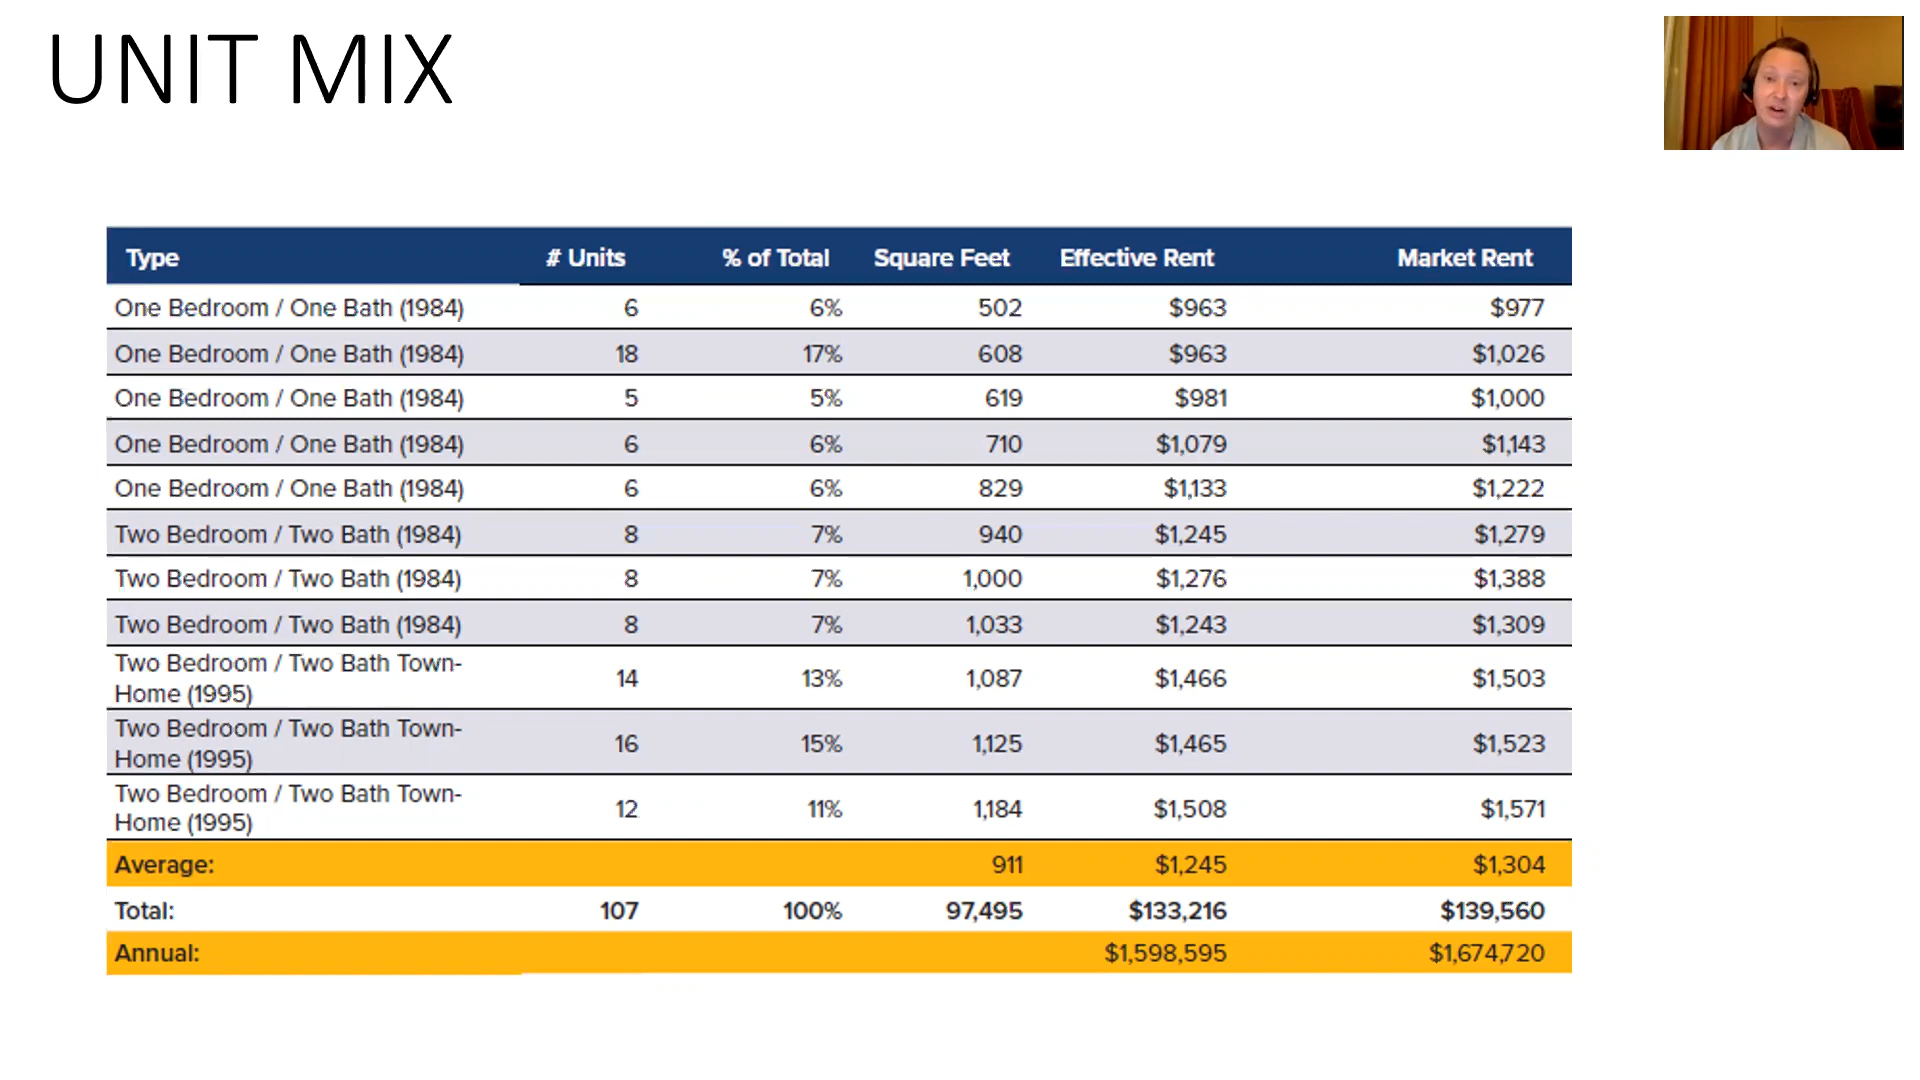 UNIT MIX
Type # Units % of Total Square Feet Effective Rent Market Rent
One Bedroom / One Bath (1984) 6 6% 502 $963 $977
One Bedroom / One Bath (1984) 18 17% 608 $963 $1,026
One Bedroom / One Bath (1984) 5 5% 619 $981 $1,000
One Bedroom / One Bath (1984) 6 6% 710 $1,079 $1,143
One Bedroom / One Bath (1984) 6 6% 829 $1,133 $1,222
Two Bedroom / Two Bath (1984) 8 7% 940 $1,245 $1,279
Two Bedroom / Two Bath (1984) 8 7% 1,000 $1,276 $1,388
Two Bedroom / Two Bath (1984) 8 7% 1,033 $1,243 $1,309
Two Bedroom / Two Bath Town-
Home (1995) 14 13% 1,087 $1,466 $1,503
Two Bedroom / Two Bath Town-
Home (1995) 16 15% 1,125 $1,465 $1,523
Two Bedroom / Two Bath Town-
Home (1995) 12 11% 1,184 $1,508 $1,571
Average: 911 $1,245 $1,304
Total: 107 100% 97,495 $133,216 $139,560
Annual: $1,598,595 $1,674,720